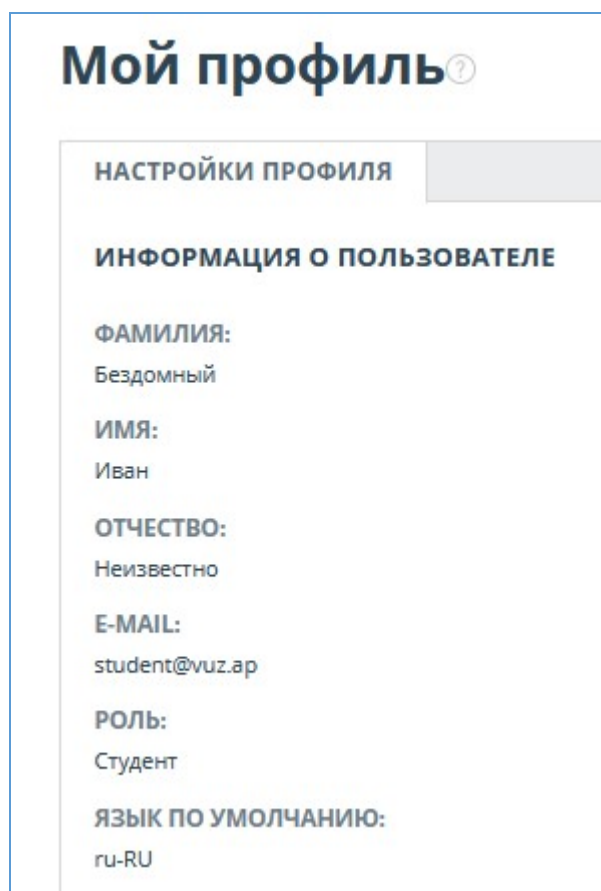 Мой профиль
НАСТРОЙКИ ПРОФИЛЯ
ИНФОРМАЦИЯ О ПОЛЬЗОВАТЕЛЕ
ФАМИЛИЯ:
Бездомный
ИМЯ:
Иван
ОТЧЕСТВО:
Неизвестно
E-MAIL:
student@vuz.ap
РОЛЬ:
Студент
ЯЗЫК ПО УМОЛЧАНИЮ:
ru-RU